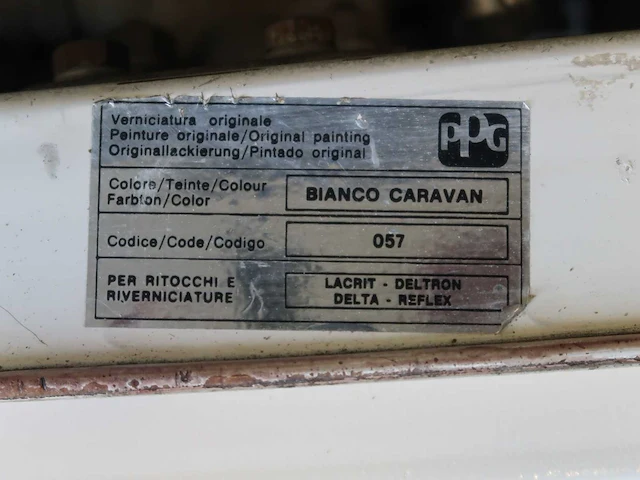 Verniciatura originale
Peinture originale/Original painting
Originallackierung/Pintado original
PPG
Colore/Teinte/Colour
Farbton/Color
BIANCO CARAVAN
Codice/Code/Codigo
057
PER RITOCCHI E
RIVERNICIATURE
LACRIT - DELTRON
DELTA - REFLEX